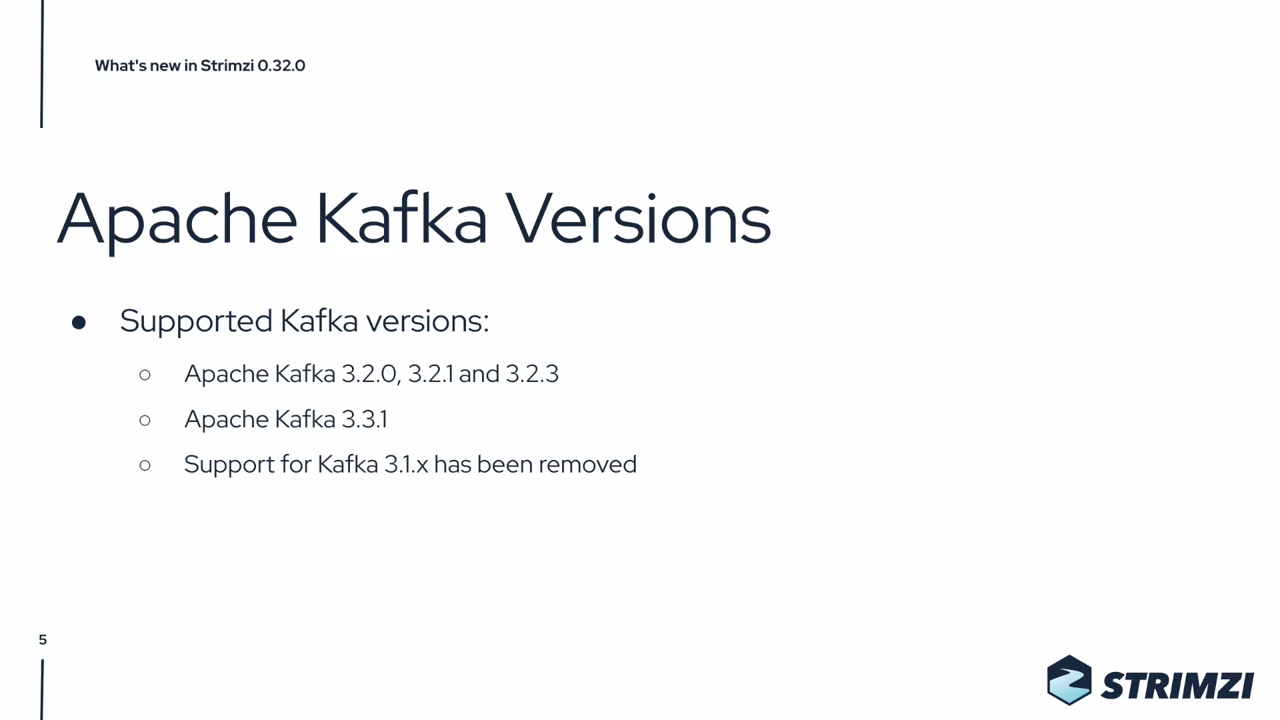 What's new in Strimzi 0.32.0
Apache Kafka Versions
● Supported Kafka versions:
○ Apache Kafka 3.2.0, 3.2.1 and 3.2.3
○ Apache Kafka 3.3.1
○ Support for Kafka 3.1.x has been removed
5
STRIMZI